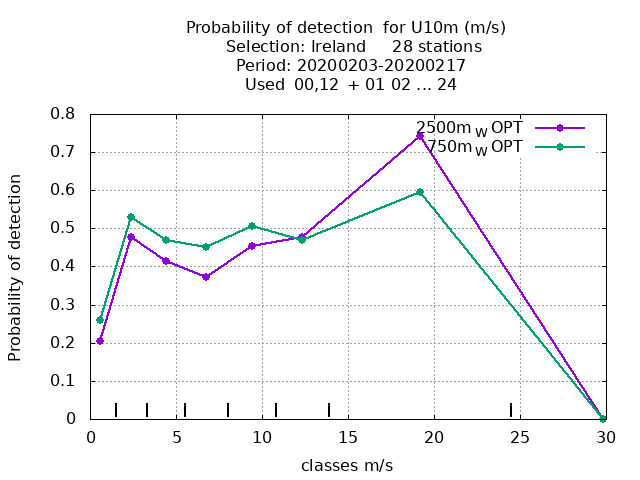 Probability of detection  for U10m (m/s)
Selection: Ireland     28 stations
Period: 20200203-20200217
Used  00,12  + 01 02 ... 24
2500m W OPT
750m W OPT
0.8
0.7
0.6
0.5
0.4
0.3
0.2
0.1
0
Probability of detection
0 5 10 15 20 25 30
classes m/s